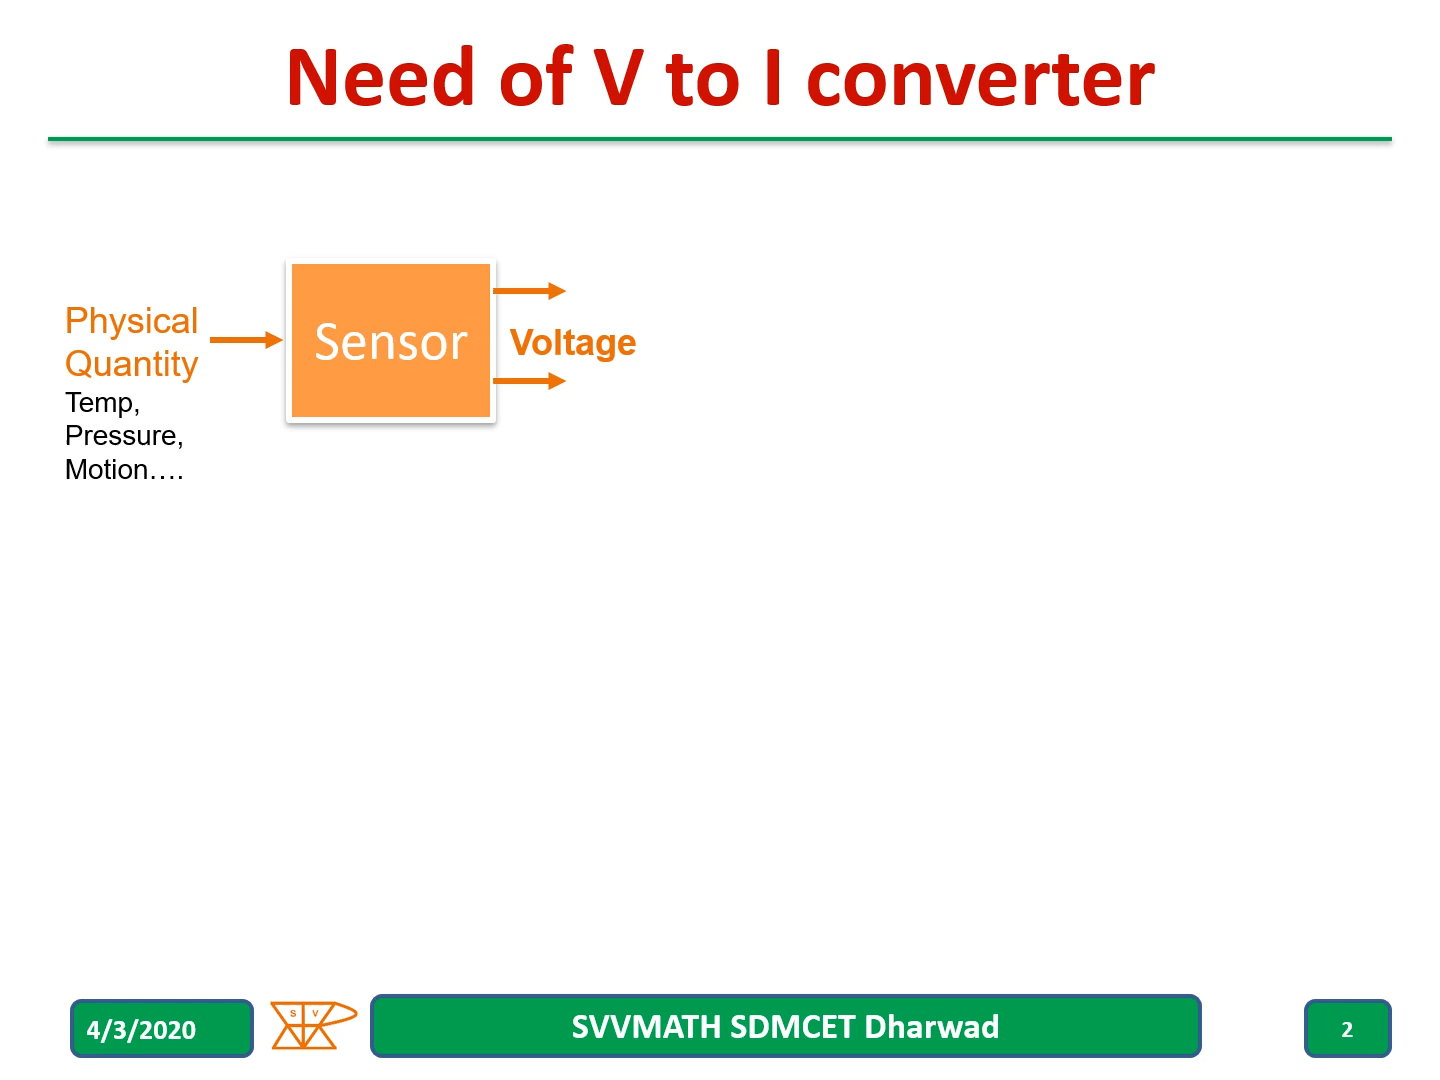 Need of V to I converter
Physical
Quantity
Temp,
Pressure,
Motion….
Sensor
Voltage
4/3/2020
S V
SVVMATH SDMCET Dharwad
2